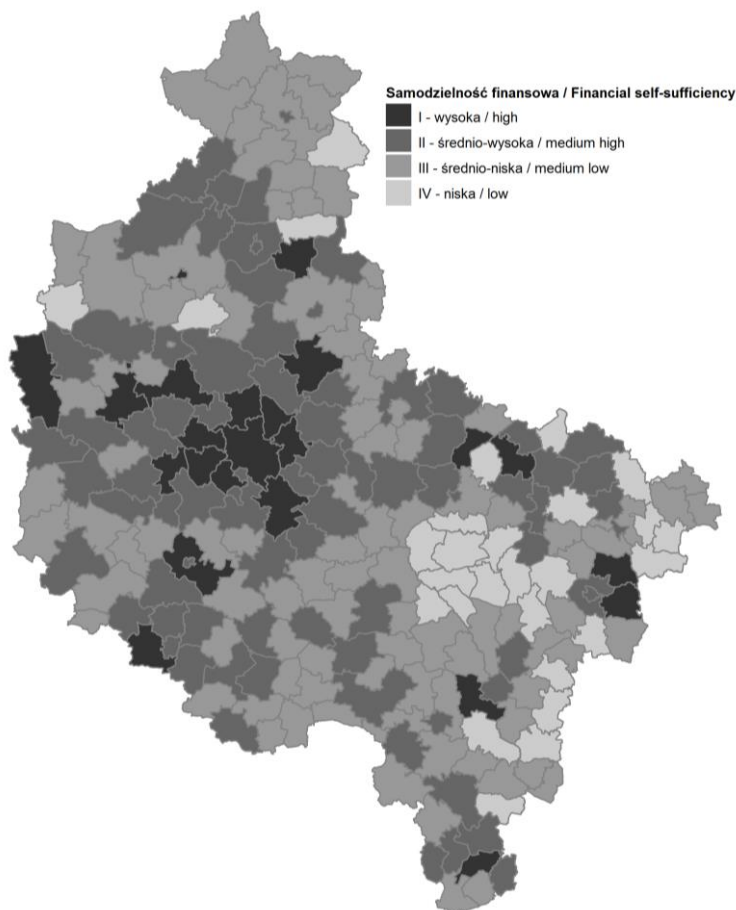 Samodzielność finansowa / Financial self-sufficiency
I - wysoka / high
II - średnio-wysoka / medium high
III - średnio-niska / medium low
IV - niska / low